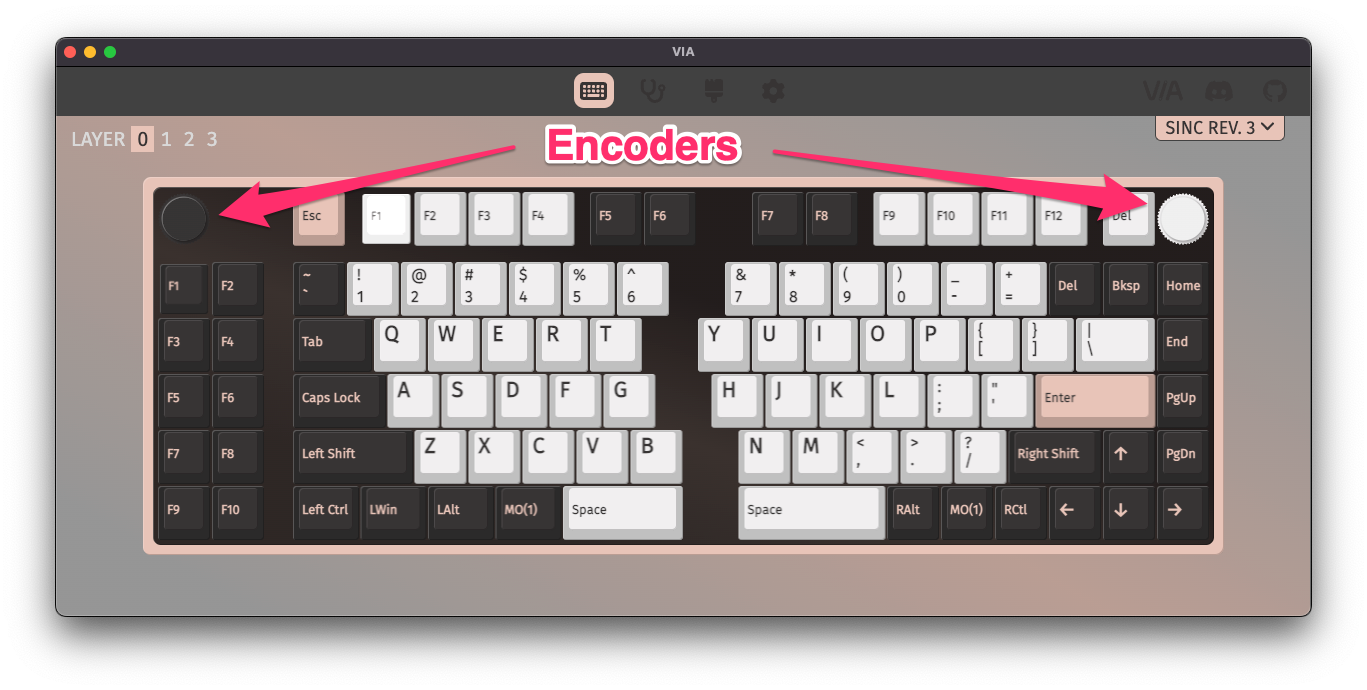 VIA
VIA
LAYER 0 1 2 3
Encoders
SINC REV. 3
Esc F1 F2 F3 F4 F5 F6 F7 F8 F9 F10 F11 F12 Del
F1 F2 ~ ! @ # $ % ^ & * ( ) _ + Del Bksp Home
` 1 2 3 4 5 6 7 8 9 0 - =
F3 F4 Tab Q W E R T Y U I O P { } | End
[ ] \
F5 F6 Caps Lock A S D F G H J K L : " Enter PgUp
; '
F7 F8 Left Shift Z X C V B N M < > ? Right Shift ↑ PgDn
, . /
F9 F10 Left Ctrl LWin LAlt MO(1) Space Space RAlt MO(1) RCtl ← ↓ →